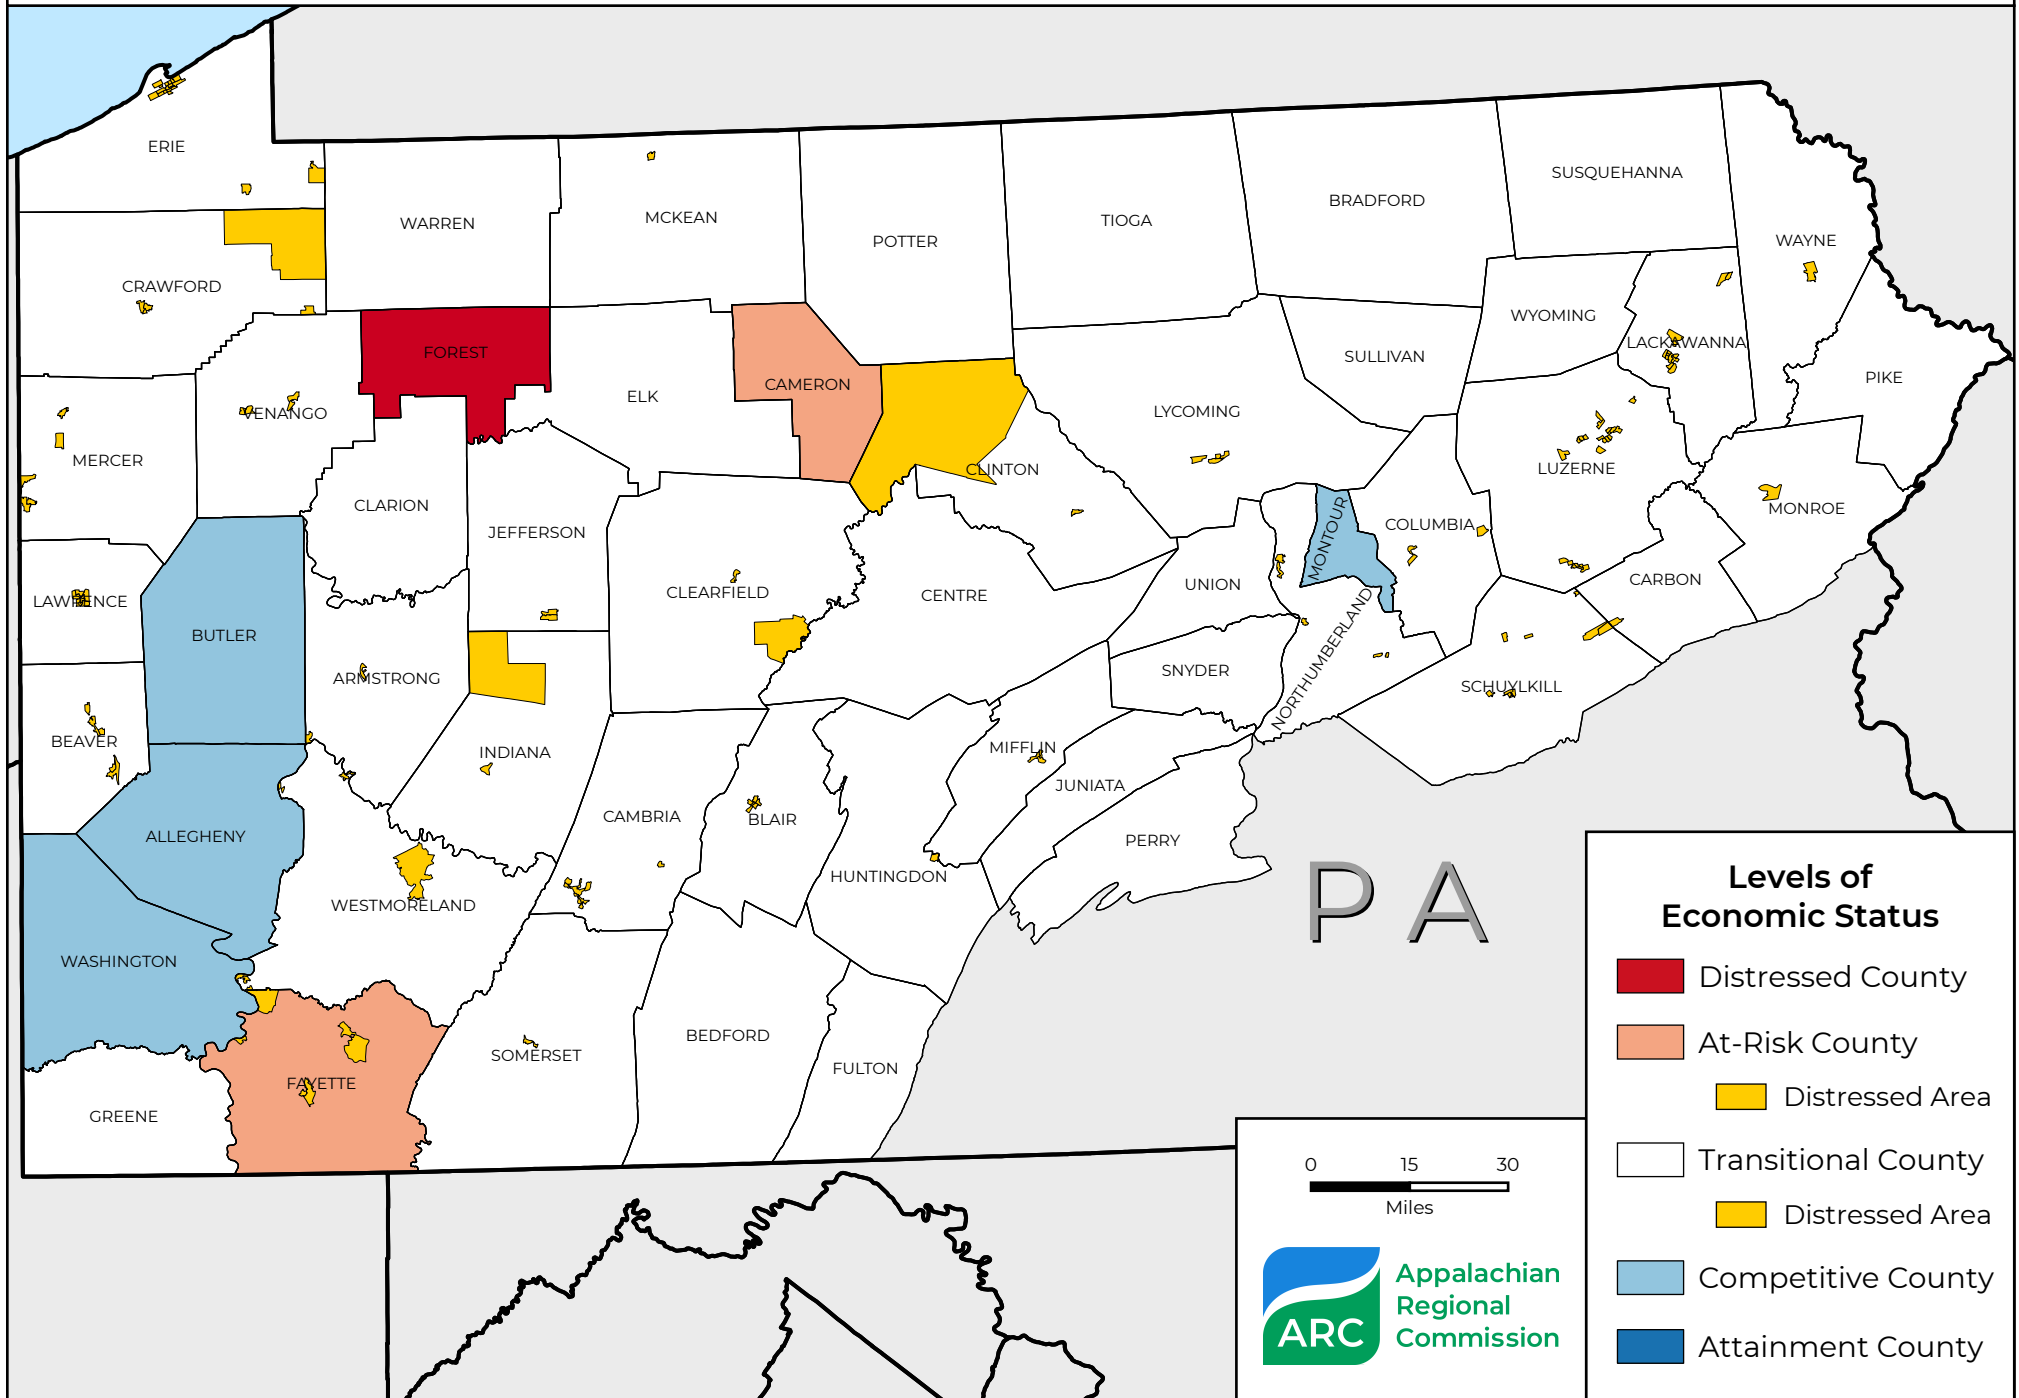 ERIE
SUSQUEHANNA
BRADFORD
MCKEAN
TIOGA
WARREN
POTTER
WAYNE
CRAWFORD
WYOMING
LACKAWANNA
FOREST
SULLIVAN
PIKE
CAMERON
ELK
LYCOMING
VENANGO
MERCER
CLINTON
LUZERNE
CLARION
MONROE
COLUMBIA
JEFFERSON
MONTOUR
CARBON
UNION
CLEARFIELD
CENTRE
LAWRENCE
BUTLER
NORTHUMBERLAND
SNYDER
ARMSTRONG
SCHUYLKILL
BEAVER
MIFFLIN
INDIANA
JUNIATA
CAMBRIA
BLAIR
ALLEGHENY
PERRY
HUNTINGDON
WESTMORELAND
PA
WASHINGTON
BEDFORD
SOMERSET
FULTON
FAYETTE
GREENE
Levels of
Economic Status
Distressed County
At-Risk County
Distressed Area
Transitional County
Distressed Area
Competitive County
Attainment County
0 15 30
Miles
ARC
Appalachian
Regional
Commission